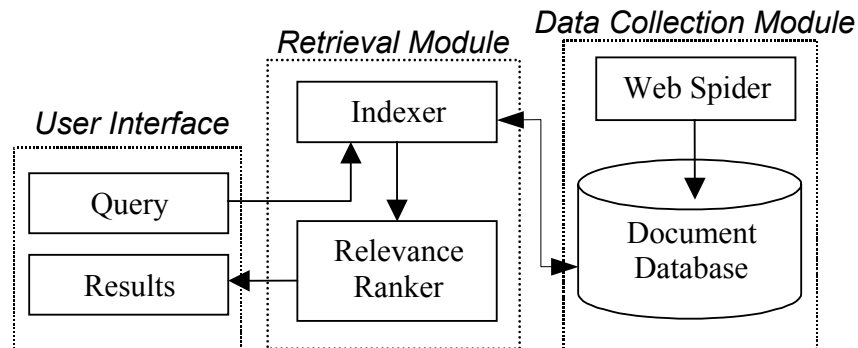 User Interface
Query
Results
Retrieval Module
Indexer
Relevance
Ranker
Data Collection Module
Web Spider
Document
Database